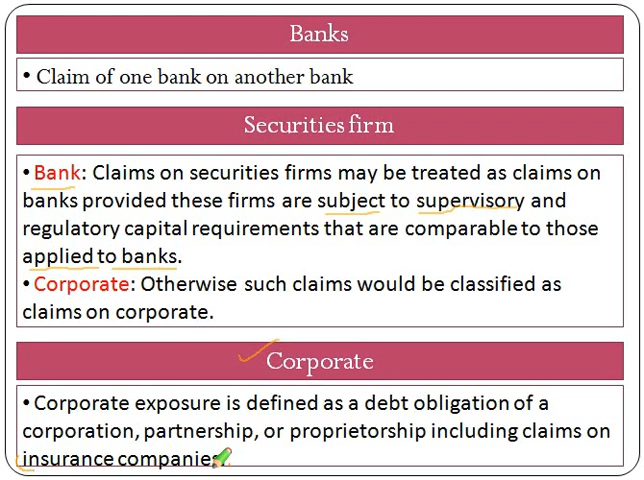 Banks
• Claim of one bank on another bank
Securities firm
• Bank: Claims on securities firms may be treated as claims on
banks provided these firms are subject to supervisory and
regulatory capital requirements that are comparable to those
applied to banks.
• Corporate: Otherwise such claims would be classified as
claims on corporate.
Corporate
• Corporate exposure is defined as a debt obligation of a
corporation, partnership, or proprietorship including claims on
insurance companies.